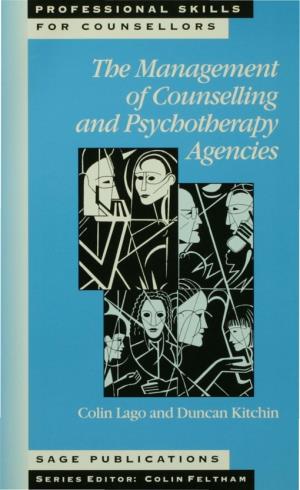 PROFESSIONAL SKILLS
FOR COUNSELLORS
The Management
of Counselling
and Psychotherapy
Agencies
Colin Lago and Duncan Kitchin
SAGE PUBLICATIONS
SERIES EDITOR: COLIN FELTHAM